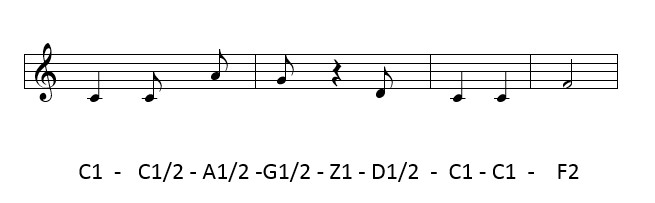 C1 - C1/2 - A1/2 -G1/2 - Z1 - D1/2 - C1 - C1 - F2